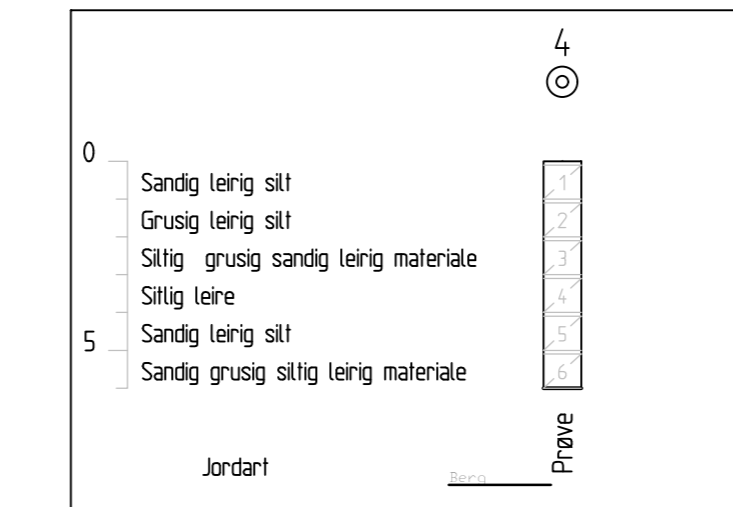 4
0
Sandig leirig silt 1
Grusig leirig silt 2
Siltig grusig sandig leirig materiale 3
Sitlig leire 4
Sandig leirig silt 5
5
Sandig grusig siltig leirig materiale 6
Jordart
Berg
Prøve